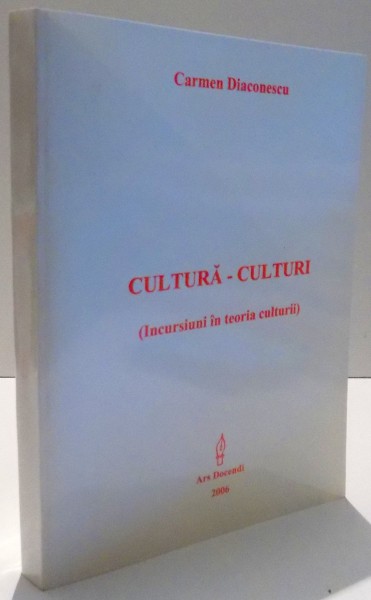 Carmen Diaconescu
CULTURĂ - CULTURI
(Incursiuni în teoria culturii)
Ars Docendi
2006